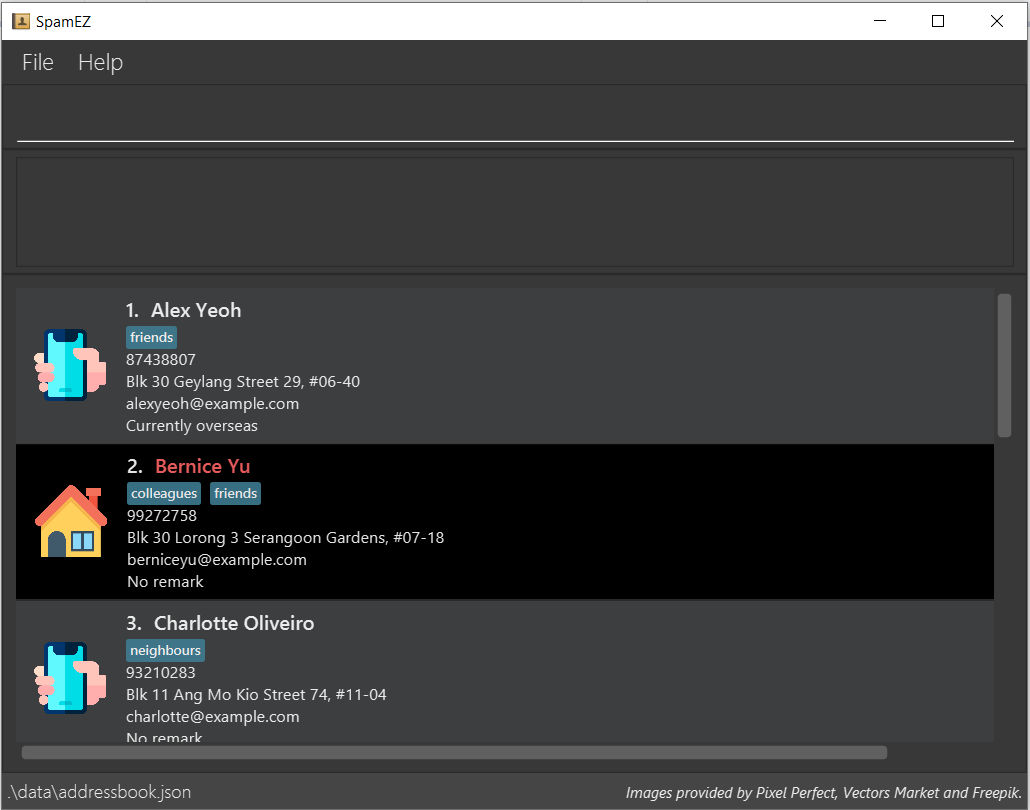 SpamEZ
File Help
1. Alex Yeoh
friends
87438807
Blk 30 Geylang Street 29, #06-40
alexyeoh@example.com
Currently overseas
2. Bernice Yu
colleagues friends
99272758
Blk 30 Lorong 3 Serangoon Gardens, #07-18
berniceyu@example.com
No remark
3. Charlotte Oliveiro
neighbours
93210283
Blk 11 Ang Mo Kio Street 74, #11-04
charlotte@example.com
No remark
.\data\addressbook.json
Images provided by Pixel Perfect, Vectors Market and Freepik.